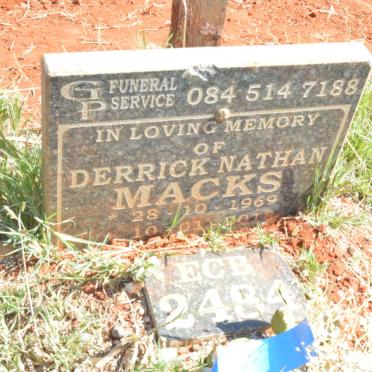 GP FUNERAL SERVICE 084 514 7188
IN LOVING MEMORY
OF
DERRICK NATHAN
MACKS
28-10-1969
ECB
2484